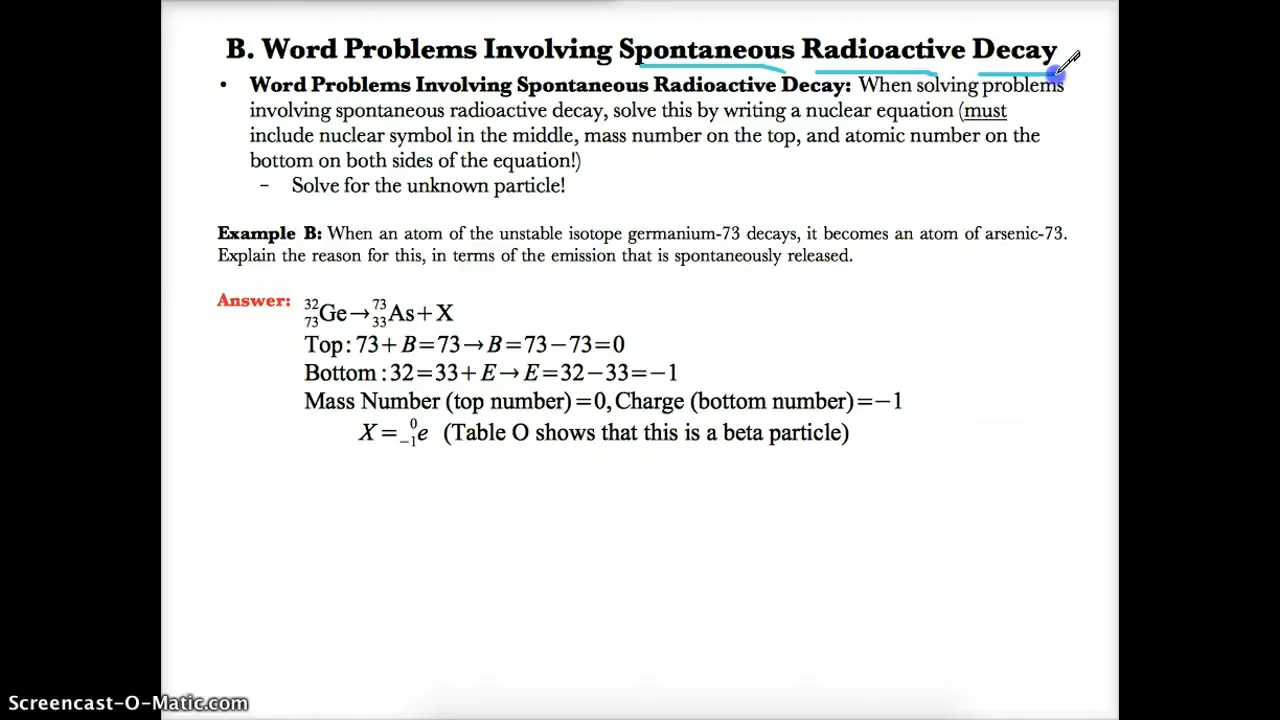 B. Word Problems Involving Spontaneous Radioactive Decay
• Word Problems Involving Spontaneous Radioactive Decay: When solving problems
involving spontaneous radioactive decay, solve this by writing a nuclear equation (must
include nuclear symbol in the middle, mass number on the top, and atomic number on the
bottom on both sides of the equation!)
– Solve for the unknown particle!
Example B: When an atom of the unstable isotope germanium-73 decays, it becomes an atom of arsenic-73.
Explain the reason for this, in terms of the emission that is spontaneously released.
Answer: ³²₇₃Ge→⁷³₃₃As+X
Top: 73+B=73→B=73−73=0
Bottom :32=33+E→E=32−33=−1
Mass Number (top number)=0,Charge (bottom number)=−1
X=⁰₋₁e (Table O shows that this is a beta particle)
Screencast-O-Matic.com